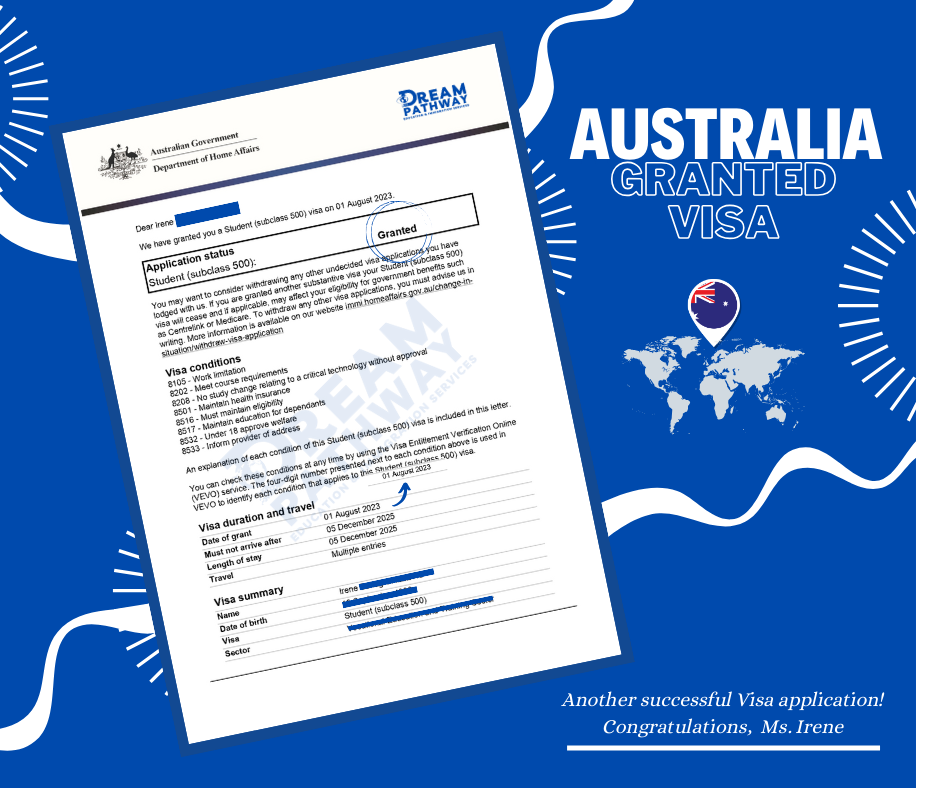 DREAM
PATHWAY
EDUCATION & IMMIGRATION SERVICES
Australian Government
Department of Home Affairs
Dear Irene
We have granted you a Student (subclass 500) visa on 01 August 2023.
Application status
Student (subclass 500):
Granted
You may want to consider withdrawing any other undecided visa applications you have
lodged with us. If you are granted another substantive visa your Student (subclass 500)
visa will cease and if applicable, may affect your eligibility for government benefits such
as Centrelink or Medicare. To withdraw any other visa applications, you must advise us in
writing. More information is available on our website immi.homeaffairs.gov.au/change-in-
situation/withdraw-visa-application
Visa conditions
8105 - Work limitation
8202 - Meet course requirements
8208 - No study change relating to a critical technology without approval
8501 - Maintain health insurance
8516 - Must maintain eligibility
8517 - Maintain education for dependants
8532 - Under 18 approve welfare
8533 - Inform provider of address
An explanation of each condition of this Student (subclass 500) visa is included in this letter.
You can check these conditions at any time by using the Visa Entitlement Verification Online
(VEVO) service. The four-digit number presented next to each condition above is used in
VEVO to identify each condition that applies to this Student (subclass 500) visa.
01 August 2023
Visa duration and travel
Date of grant 01 August 2023
Must not arrive after 05 December 2025
Length of stay 05 December 2025
Travel Multiple entries
Visa summary
Name Irene
Date of birth
Visa Student (subclass 500)
Sector
DREAM
PATHWAY
EDUCATION & IMMIGRATION SERVICES
AUSTRALIA
GRANTED
VISA
Another successful Visa application!
Congratulations, Ms. Irene